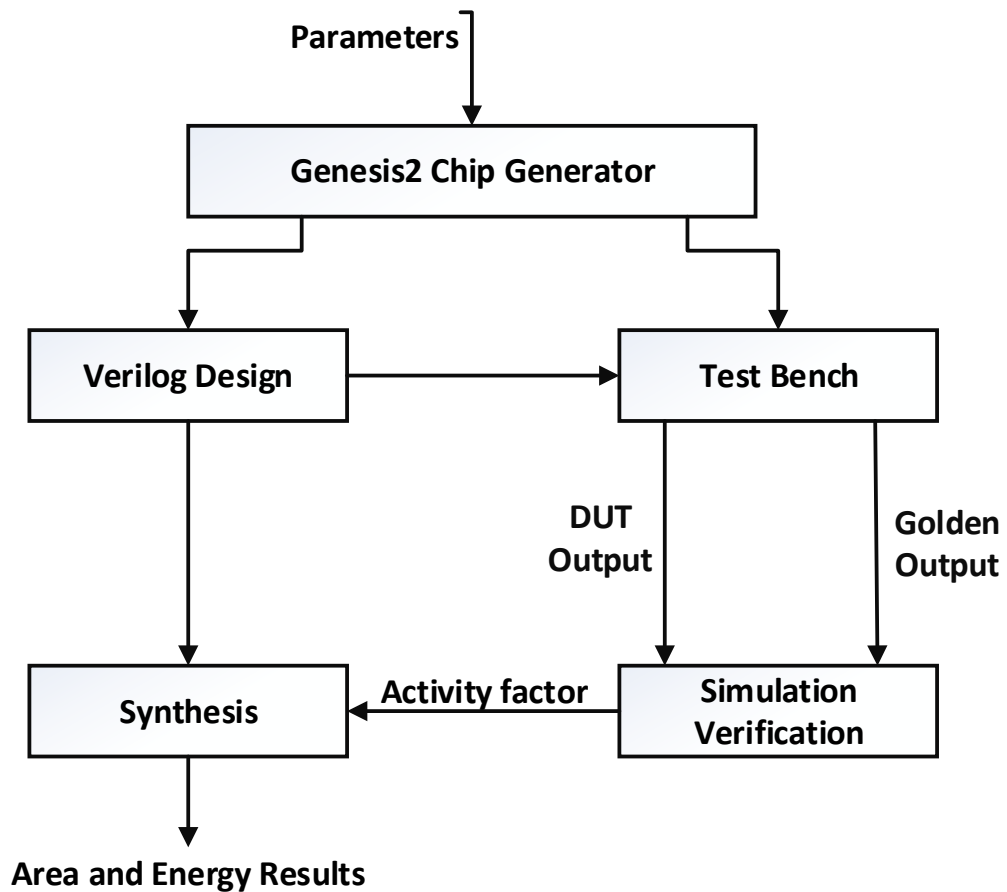 Parameters
Genesis2 Chip Generator
Verilog Design
Test Bench
DUT
Output
Golden
Output
Synthesis
Activity factor
Simulation
Verification
Area and Energy Results